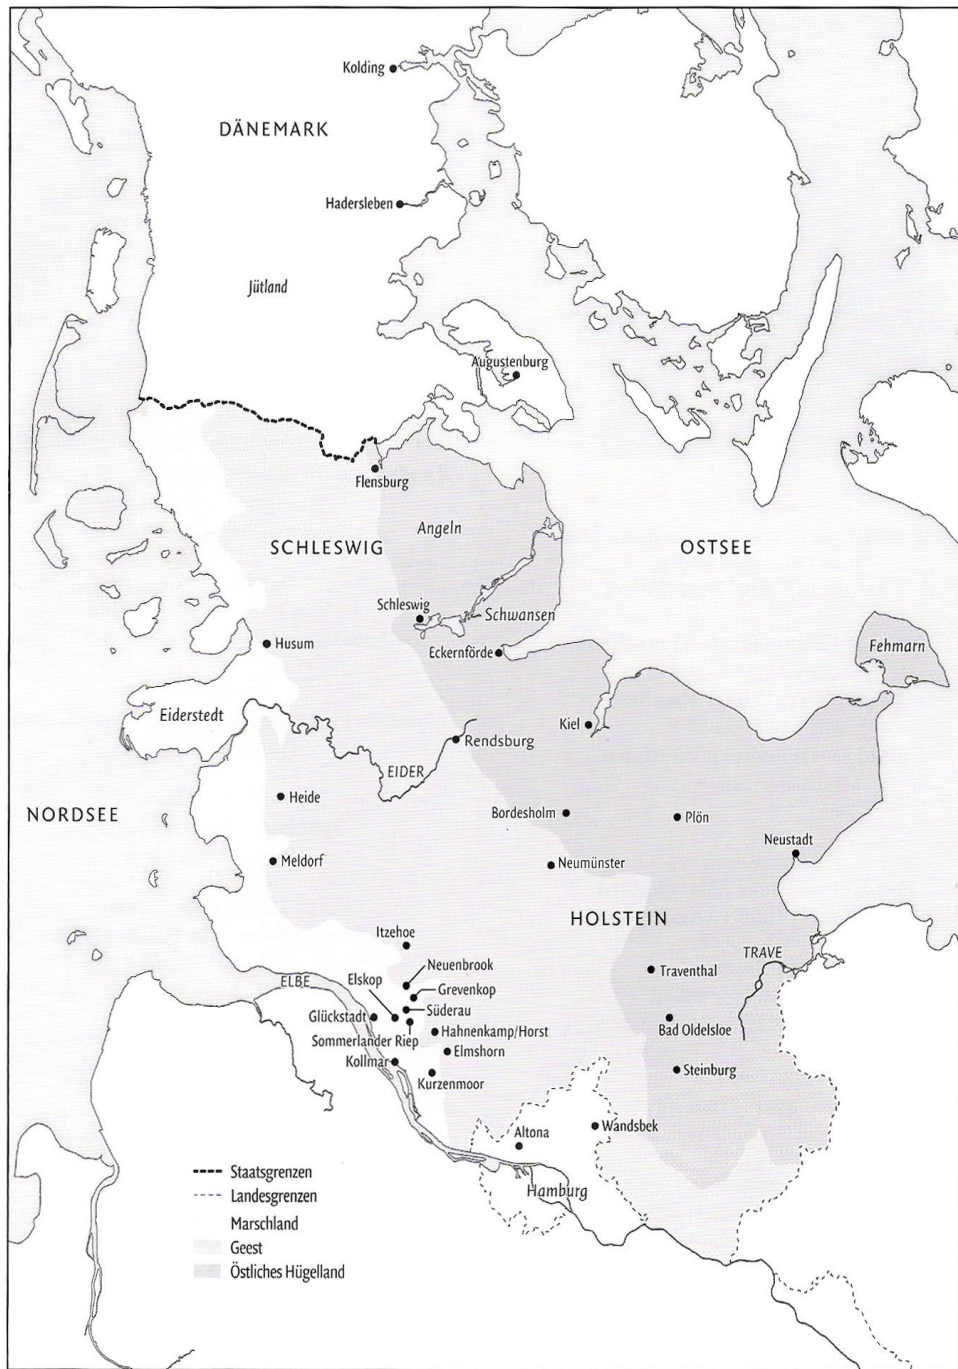 Kolding
DÄNEMARK
Hadersleben
Jütland
Augustenburg
Flensburg
Angeln
SCHLESWIG
OSTSEE
Schleswig
Schwansen
Husum
Eckernförde
Fehmarn
Eiderstedt
Kiel
Rendsburg
EIDER
Heide
NORDSEE
Bordesholm
Plön
Neustadt
Meldorf
Neumünster
HOLSTEIN
Itzehoe
TRAVE
Neuenbrook
Traventhal
ELBE
Elskop
Grevenkop
Süderau
Glückstadt
Bad Oldelsloe
Hahnenkamp/Horst
Sommerlander Riep
Elmshorn
Kollmar
Steinburg
Kurzenmoor
Wandsbek
Altona
Hamburg
Staatsgrenzen
Landesgrenzen
Marschland
Geest
Östliches Hügelland